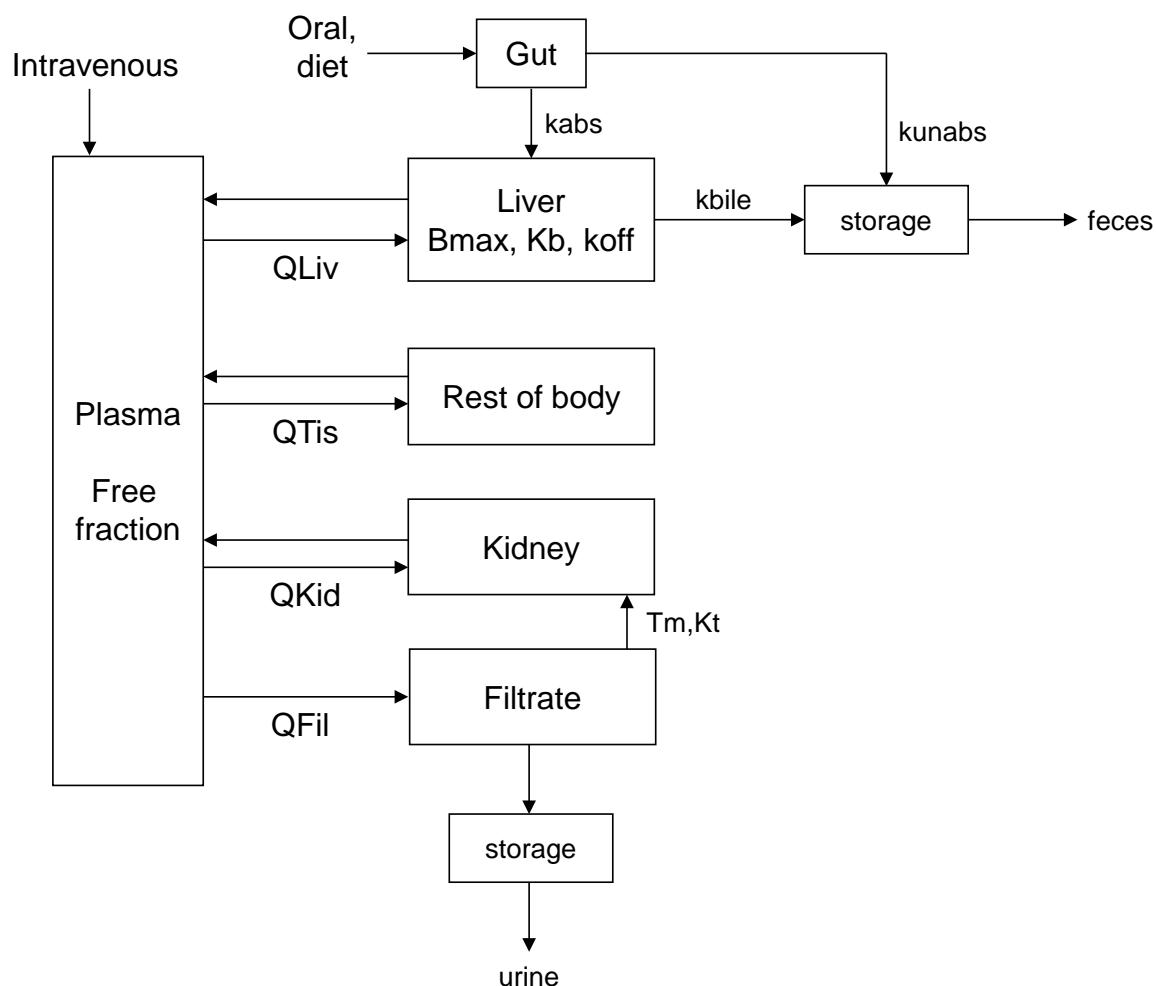 Oral,
diet
Gut
Intravenous
kabs
kunabs
Liver
Bmax, Kb, koff
kbile
storage
feces
QLiv
Rest of body
Plasma
QTis
Free
fraction
Kidney
QKid
Tm,Kt
Filtrate
QFil
storage
urine